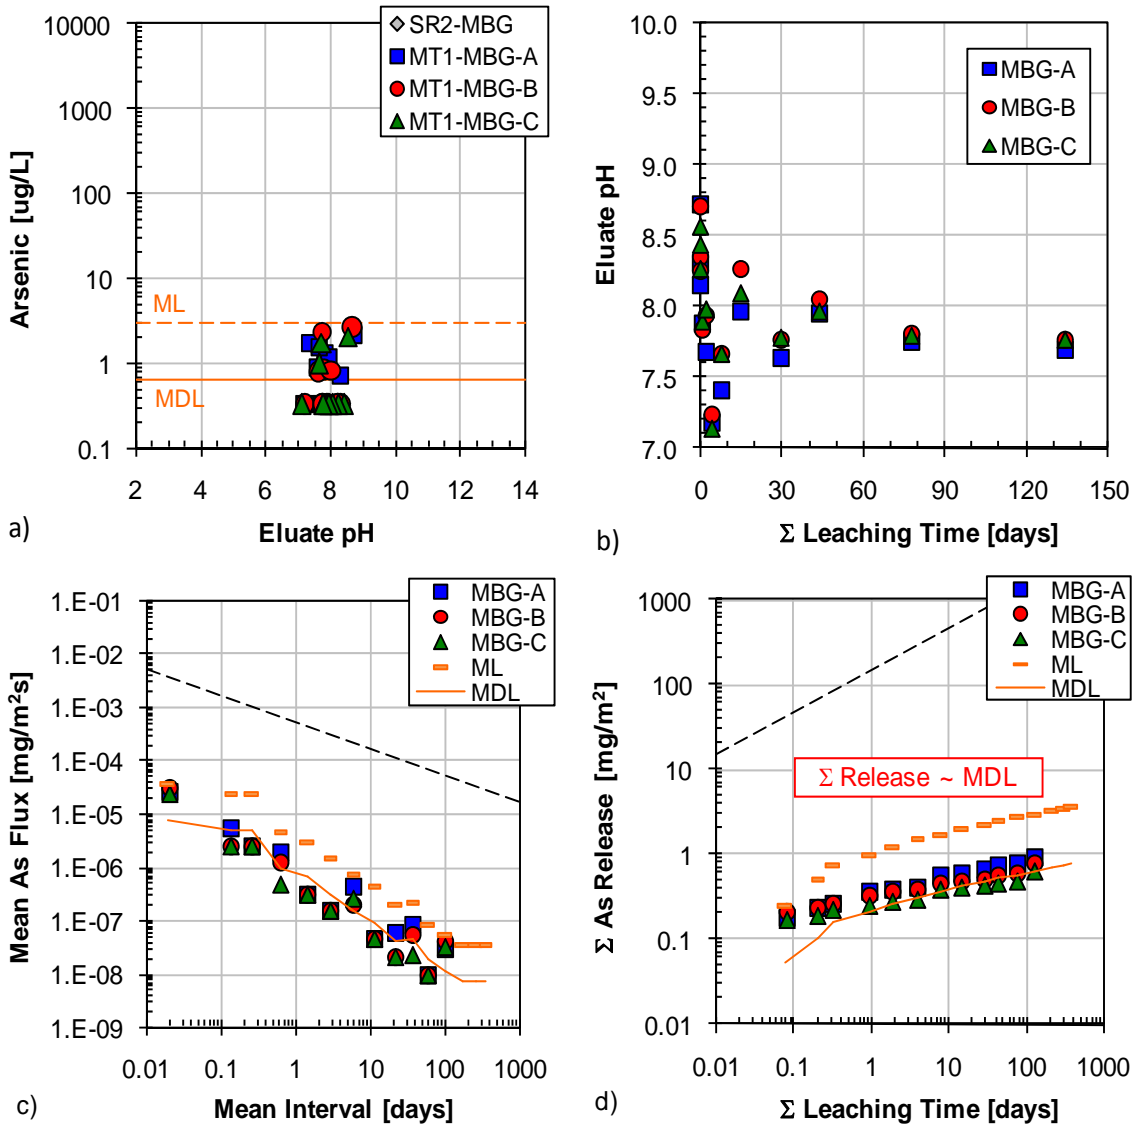 SR2-MBG
MT1-MBG-A
MT1-MBG-B
MT1-MBG-C
10000
1000
100
10
1
0.1
Arsenic [ug/L]
ML
MDL
2 4 6 8 10 12 14
Eluate pH
a)
MBG-A
MBG-B
MBG-C
10.0
9.5
9.0
8.5
8.0
7.5
7.0
Eluate pH
0 30 60 90 120 150
Σ Leaching Time [days]
b)
MBG-A
MBG-B
MBG-C
ML
MDL
1.E-01
1.E-02
1.E-03
1.E-04
1.E-05
1.E-06
1.E-07
1.E-08
1.E-09
Mean As Flux [mg/m²s]
0.01 0.1 1 10 100 1000
Mean Interval [days]
c)
MBG-A
MBG-B
MBG-C
ML
MDL
1000
100
10
1
0.1
0.01
Σ As Release [mg/m²]
Σ Release ~ MDL
0.01 0.1 1 10 100 1000
Σ Leaching Time [days]
d)